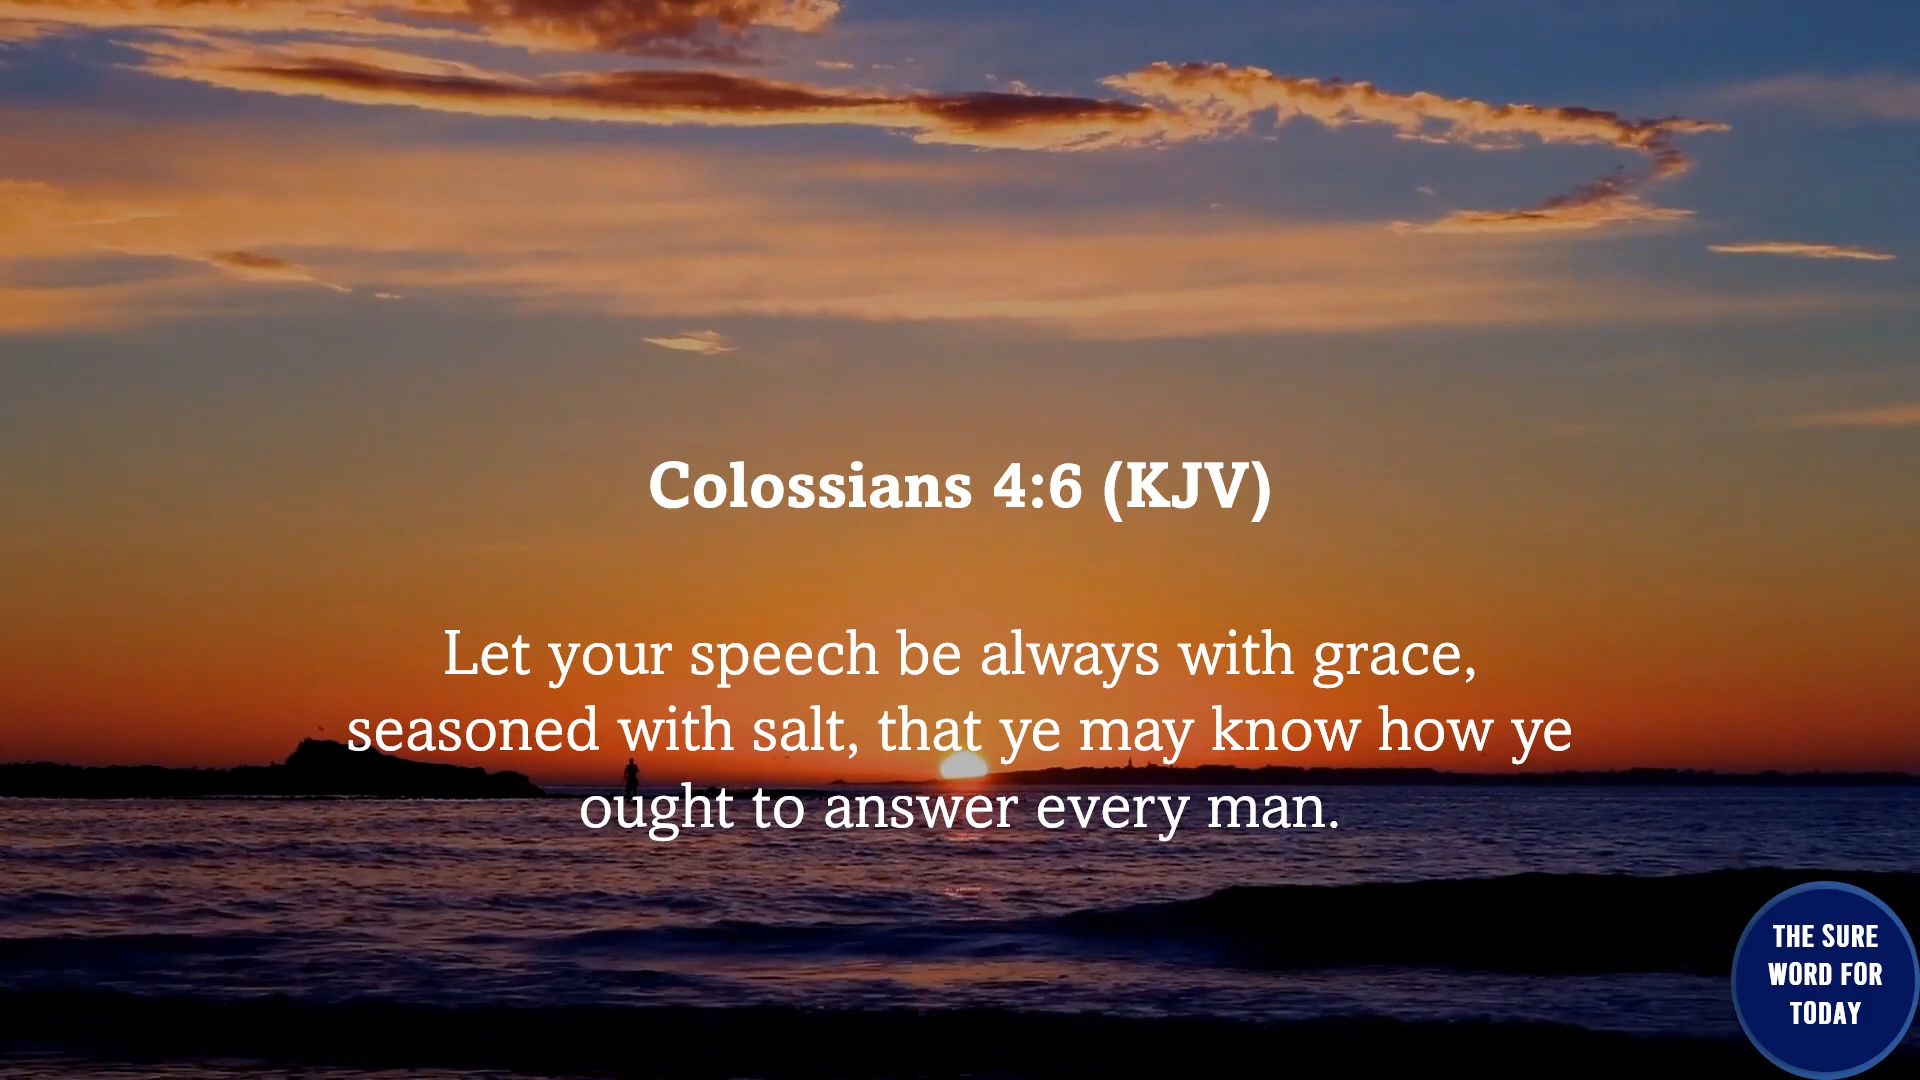 Colossians 4:6 (KJV)
Let your speech be always with grace,
seasoned with salt, that ye may know how ye
ought to answer every man.
THE SURE
WORD FOR
TODAY